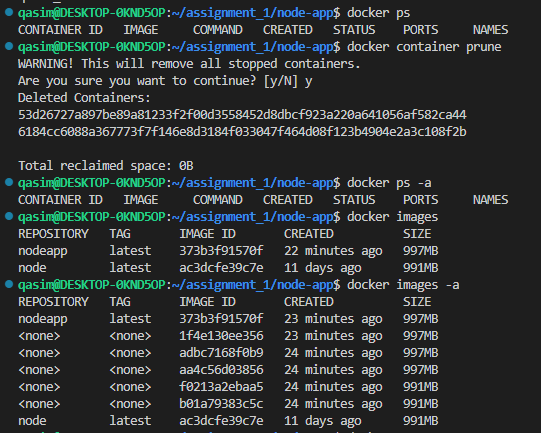 qasim@DESKTOP-0KND5OP:~/assignment_1/node-app$ docker ps
CONTAINER ID   IMAGE     COMMAND   CREATED   STATUS    PORTS     NAMES
qasim@DESKTOP-0KND5OP:~/assignment_1/node-app$ docker container prune
WARNING! This will remove all stopped containers.
Are you sure you want to continue? [y/N] y
Deleted Containers:
53d26727a897be89a81233f2f00d3558452d8dbcf923a220a641056af582ca44
6184cc6088a367773f7f146e8d3184f033047f464d08f123b4904e2a3c108f2b

Total reclaimed space: 0B
qasim@DESKTOP-0KND5OP:~/assignment_1/node-app$ docker ps -a
CONTAINER ID   IMAGE     COMMAND   CREATED   STATUS    PORTS     NAMES
qasim@DESKTOP-0KND5OP:~/assignment_1/node-app$ docker images
REPOSITORY   TAG       IMAGE ID       CREATED          SIZE
nodeapp      latest    373b3f91570f   22 minutes ago   997MB
node         latest    ac3dcfe39c7e   11 days ago      991MB
qasim@DESKTOP-0KND5OP:~/assignment_1/node-app$ docker images -a
REPOSITORY   TAG       IMAGE ID       CREATED          SIZE
nodeapp      latest    373b3f91570f   23 minutes ago   997MB
<none>       <none>    1f4e130ee356   23 minutes ago   997MB
<none>       <none>    adbc7168f0b9   24 minutes ago   997MB
<none>       <none>    aa4c56d03856   24 minutes ago   997MB
<none>       <none>    f0213a2ebaa5   24 minutes ago   991MB
<none>       <none>    b01a79383c5c   24 minutes ago   991MB
node         latest    ac3dcfe39c7e   11 days ago      991MB